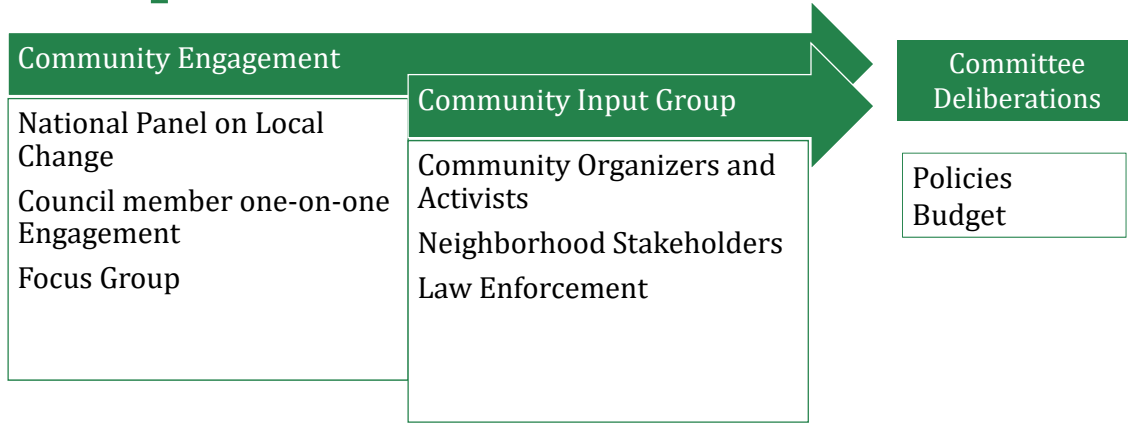 Community Engagement
National Panel on Local
Change
Council member one-on-one
Engagement
Focus Group
Community Input Group
Community Organizers and
Activists
Neighborhood Stakeholders
Law Enforcement
Committee
Deliberations
Policies
Budget